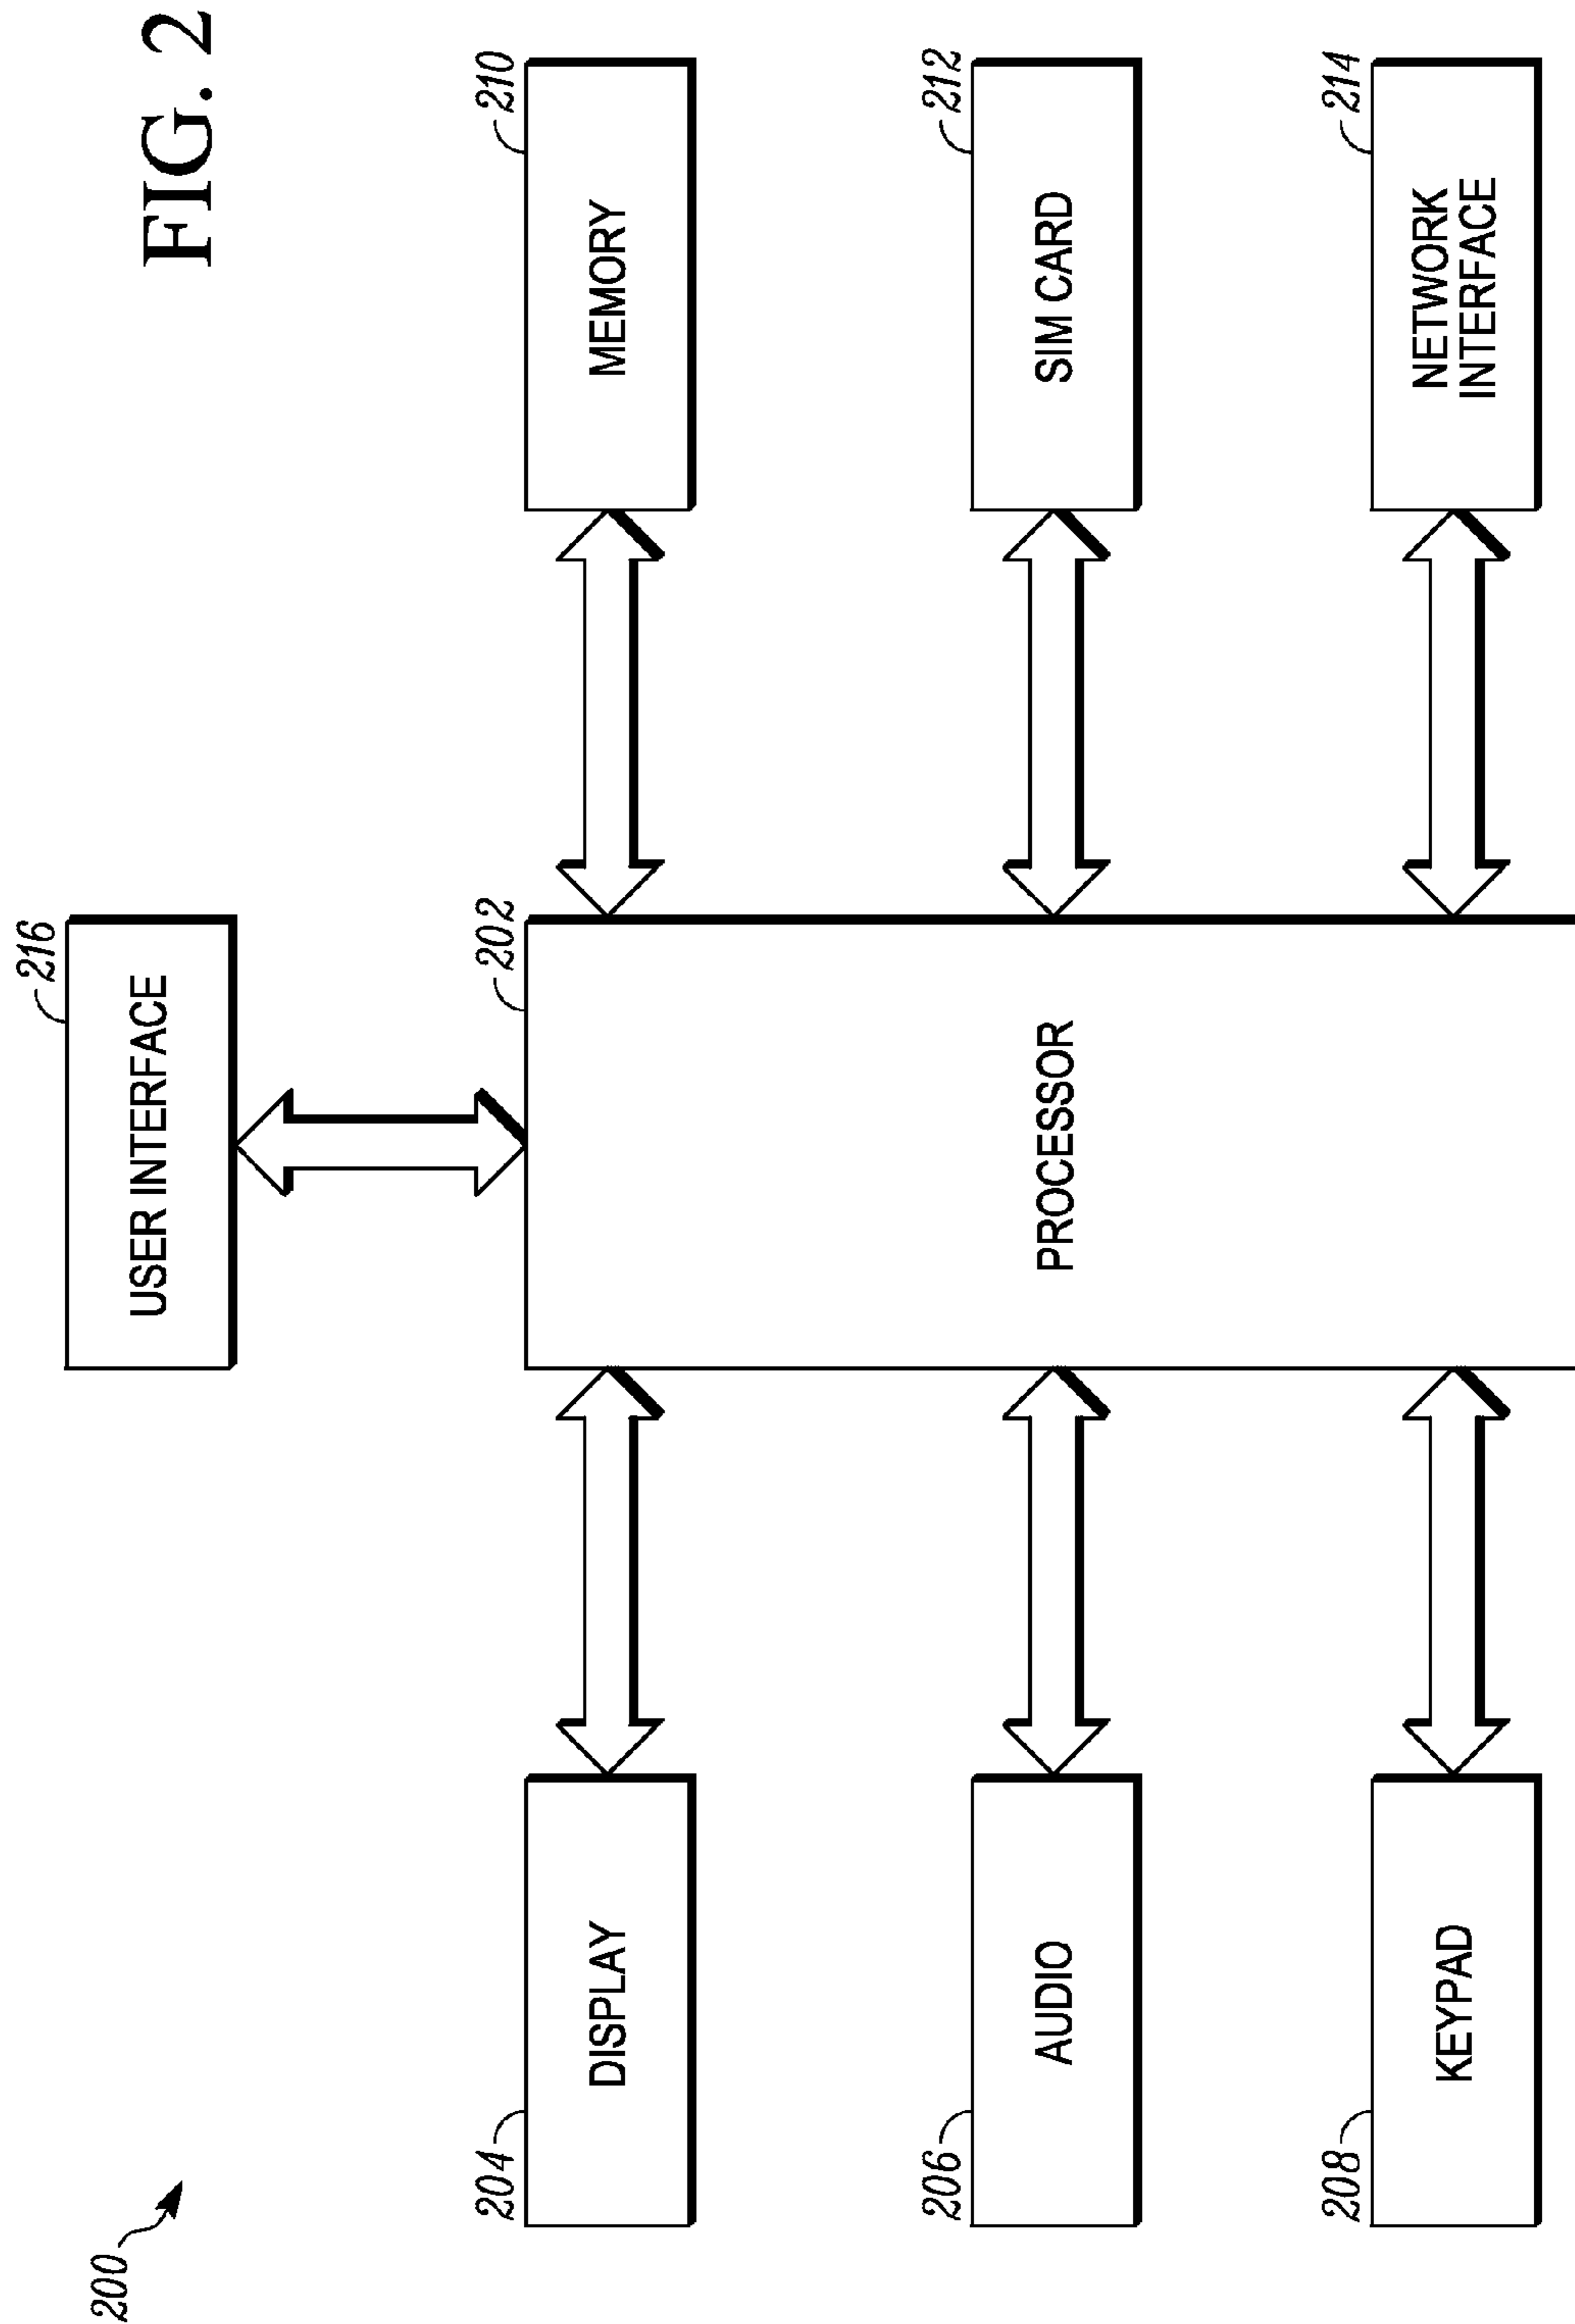 FIG. 2
200
216
USER INTERFACE
204
DISPLAY
202
PROCESSOR
210
MEMORY
206
AUDIO
212
SIM CARD
208
KEYPAD
214
NETWORK
INTERFACE